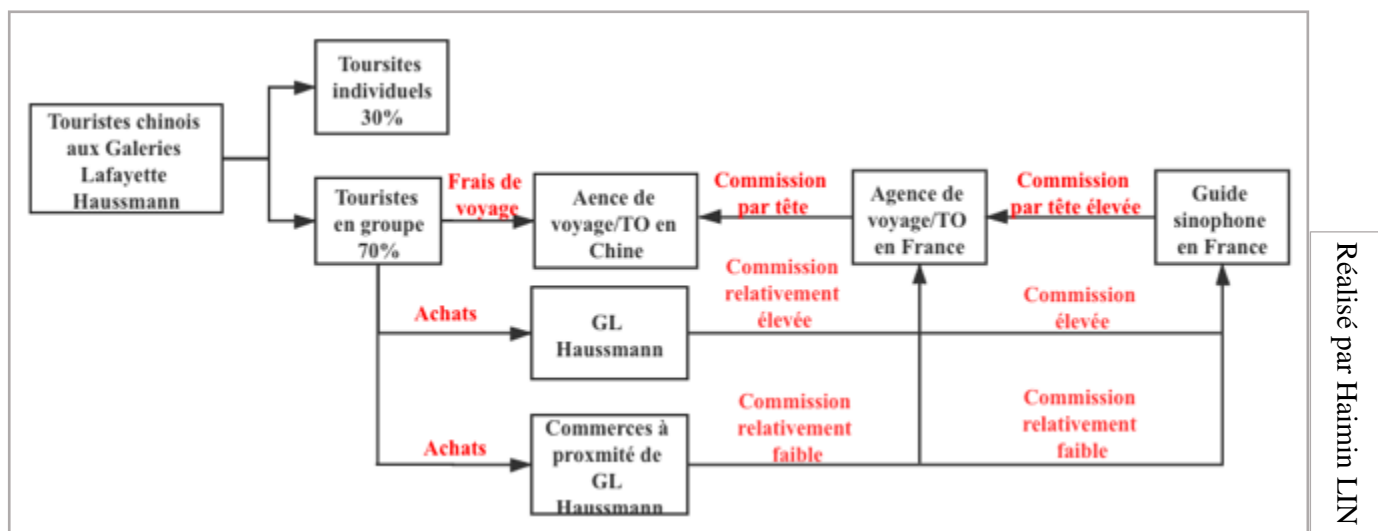 Toursites
individuels
30%
Touristes chinois
aux Galeries
Lafayette
Haussmann
Touristes
en groupe
70%
Frais de
voyage
Aence de
voyage/TO en
Chine
Commission
par tête
Agence de
voyage/TO
en France
Commission
par tête élevée
Guide
sinophone
en France
Achats
GL
Haussmann
Commission
relativement
élevée
Commission
élevée
Achats
Commerces à
proxmité de
GL
Haussmann
Commission
relativement
faible
Commission
relativement
faible
Réalisé par Haimin LIN